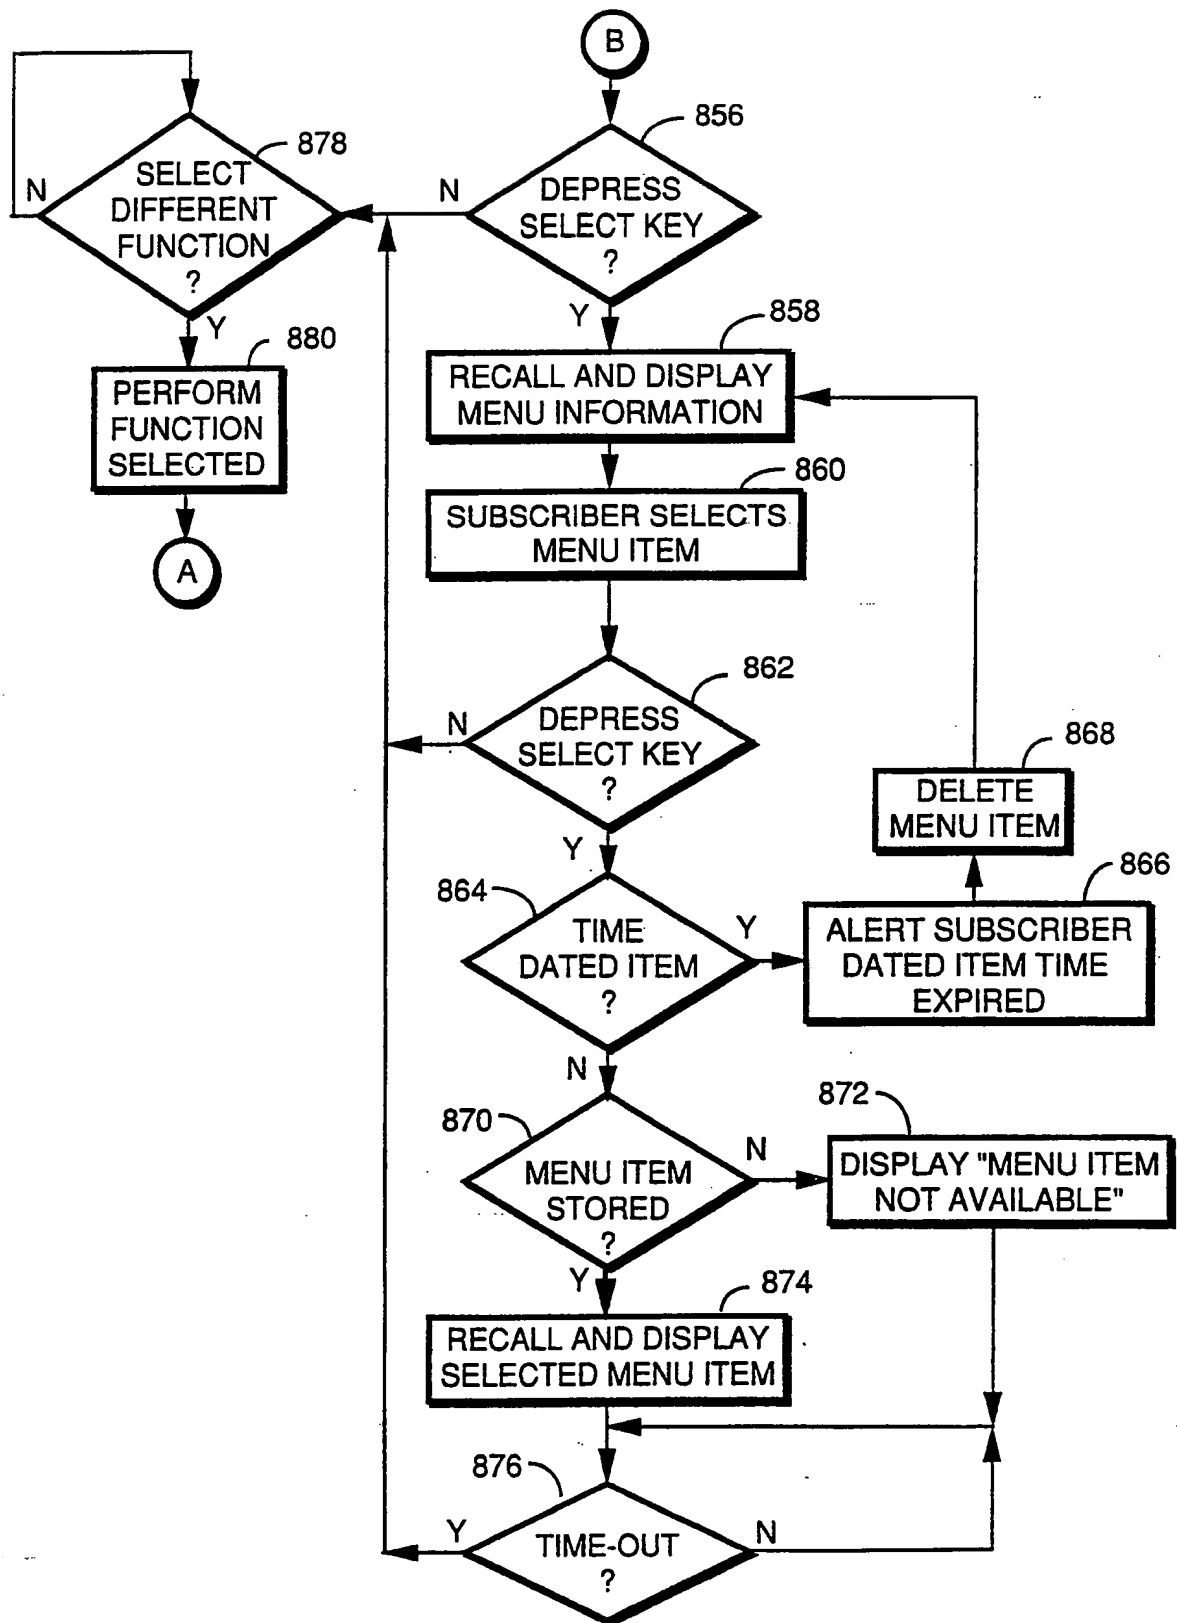 B
856
DEPRESS
SELECT KEY
?
N
Y
878
SELECT
DIFFERENT
FUNCTION
?
N
Y
880
PERFORM
FUNCTION
SELECTED
A
858
RECALL AND DISPLAY
MENU INFORMATION
860
SUBSCRIBER SELECTS
MENU ITEM
862
DEPRESS
SELECT KEY
?
N
Y
864
TIME
DATED ITEM
?
Y
N
866
ALERT SUBSCRIBER
DATED ITEM TIME
EXPIRED
868
DELETE
MENU ITEM
870
MENU ITEM
STORED
?
N
Y
872
DISPLAY "MENU ITEM
NOT AVAILABLE"
874
RECALL AND DISPLAY
SELECTED MENU ITEM
876
TIME-OUT
?
Y
N